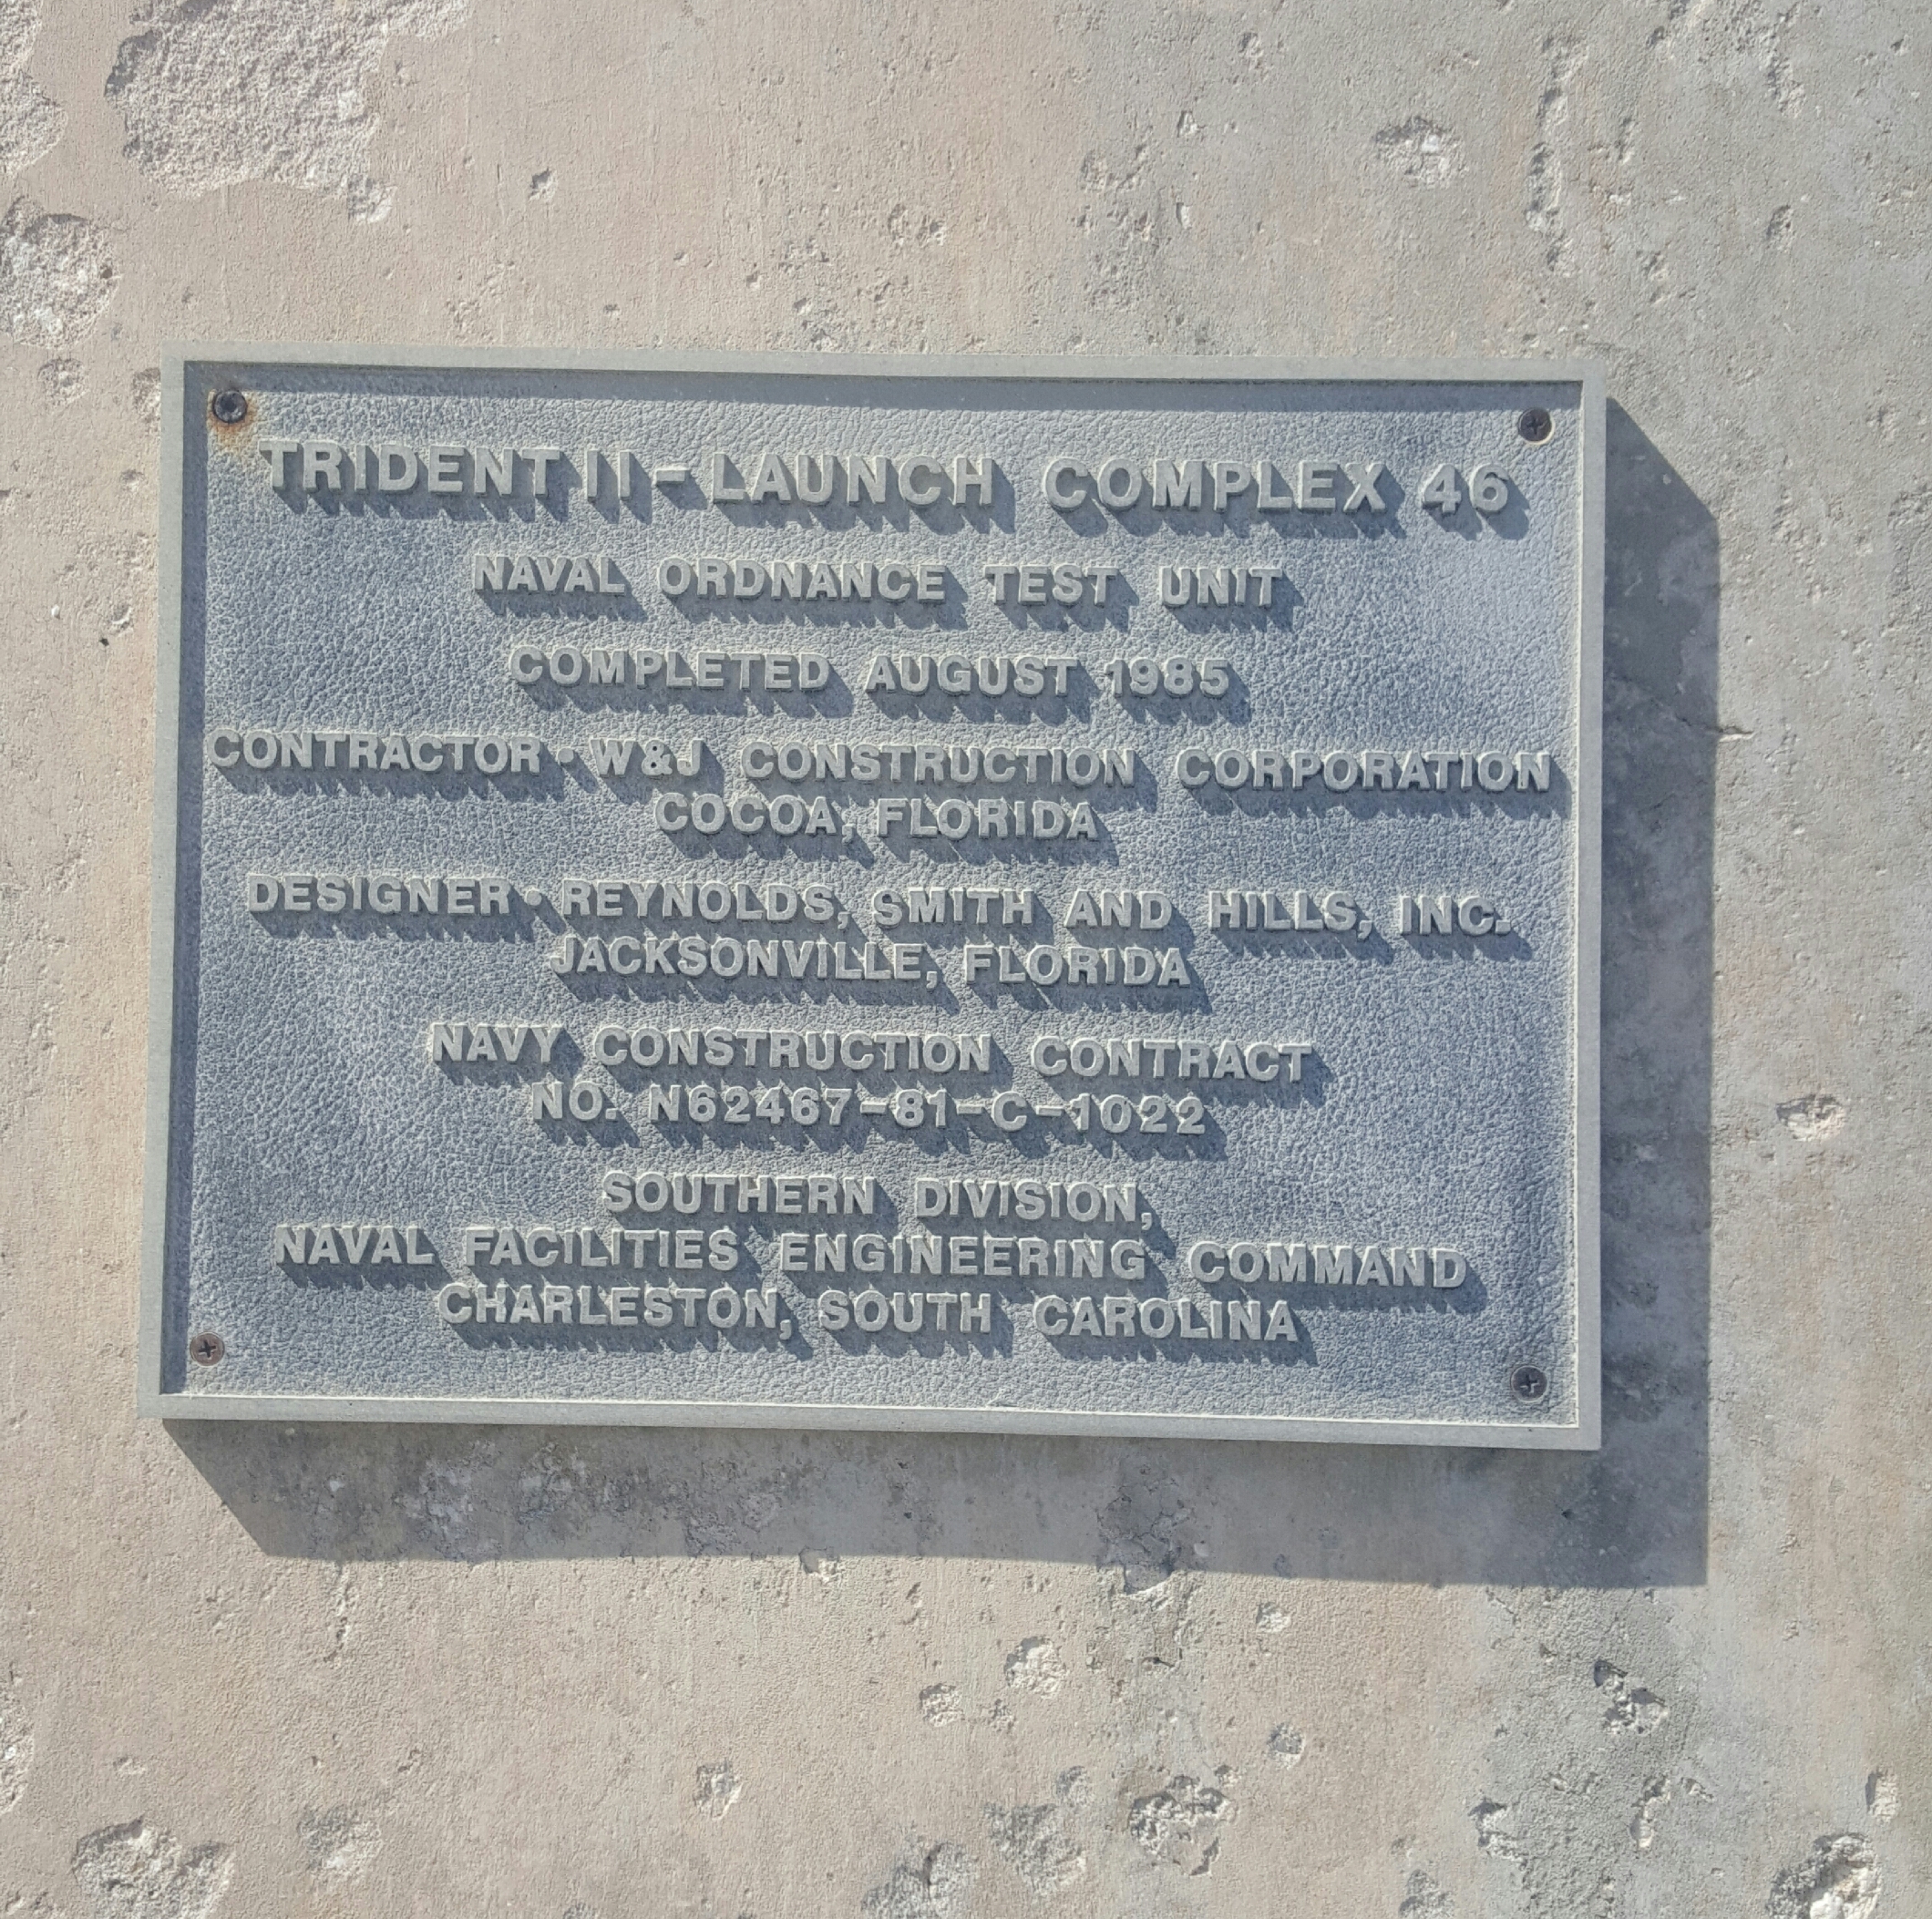 TRIDENT II-LAUNCH COMPLEX 46
NAVAL ORDNANCE TEST UNIT
COMPLETED AUGUST 1985
CONTRACTOR•W&J CONSTRUCTION CORPORATION
COCOA, FLORIDA
DESIGNER•REYNOLDS, SMITH AND HILLS, INC.
JACKSONVILLE, FLORIDA
NAVY CONSTRUCTION CONTRACT
NO. N62467-81-C-1022
SOUTHERN DIVISION,
NAVAL FACILITIES ENGINEERING COMMAND
CHARLESTON, SOUTH CAROLINA